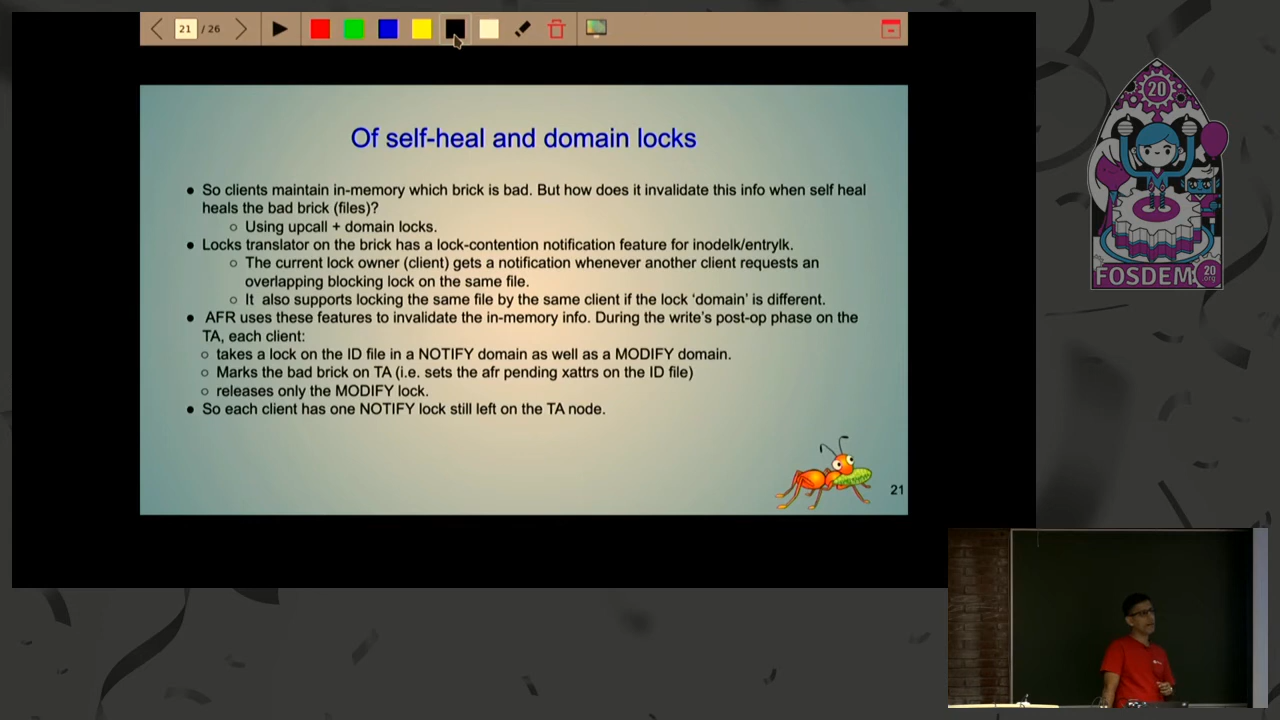 21 / 26
Of self-heal and domain locks
● So clients maintain in-memory which brick is bad. But how does it invalidate this info when self heal
heals the bad brick (files)?
○ Using upcall + domain locks.
● Locks translator on the brick has a lock-contention notification feature for inodelk/entrylk.
○ The current lock owner (client) gets a notification whenever another client requests an
overlapping blocking lock on the same file.
○ It also supports locking the same file by the same client if the lock ‘domain’ is different.
● AFR uses these features to invalidate the in-memory info. During the write’s post-op phase on the
TA, each client:
○ takes a lock on the ID file in a NOTIFY domain as well as a MODIFY domain.
○ Marks the bad brick on TA (i.e. sets the afr pending xattrs on the ID file)
○ releases only the MODIFY lock.
● So each client has one NOTIFY lock still left on the TA node.
21
20
FOSDEM 20
.org